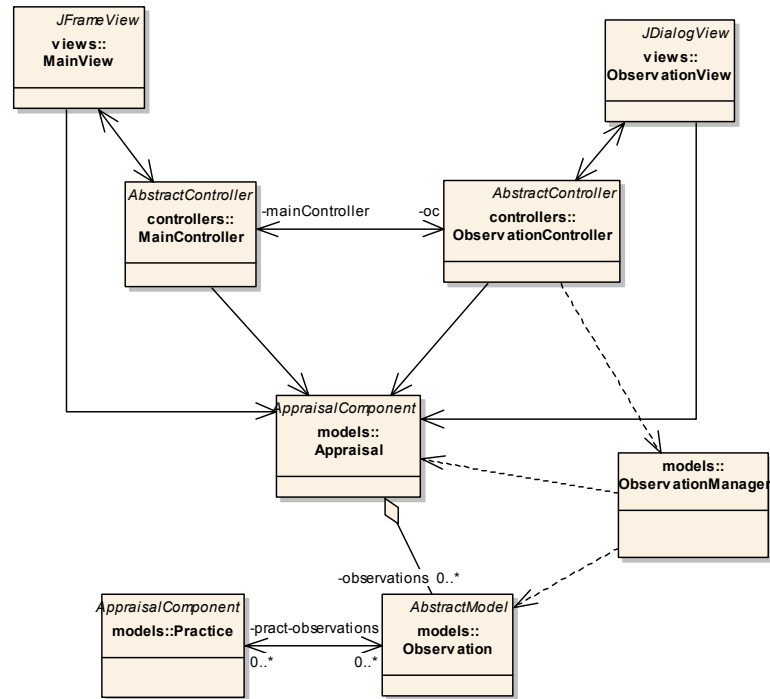 JFrameView
views::
MainView
JDialogView
views::
ObservationView
AbstractController
controllers::
MainController
-mainController
-oc
AbstractController
controllers::
ObservationController
AppraisalComponent
models::
Appraisal
models::
ObservationManager
-observations 0..*
AppraisalComponent
models::Practice
-pract-observations
0..*
0..*
AbstractModel
models::
Observation